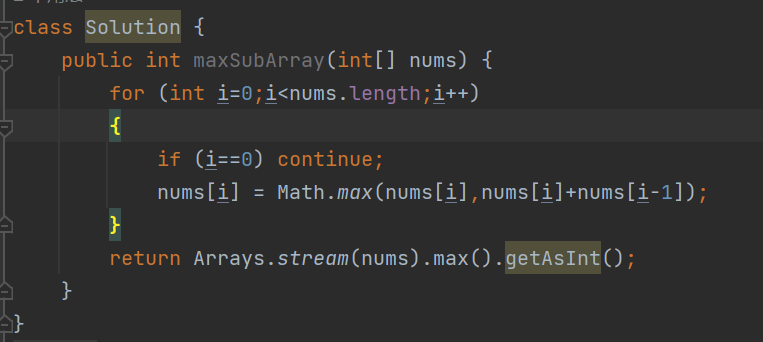 class Solution {
public int maxSubArray(int[] nums) {
for (int i=0;i<nums.length;i++)
{
if (i==0) continue;
nums[i] = Math.max(nums[i],nums[i]+nums[i-1]);
}
return Arrays.stream(nums).max().getAsInt();
}
}